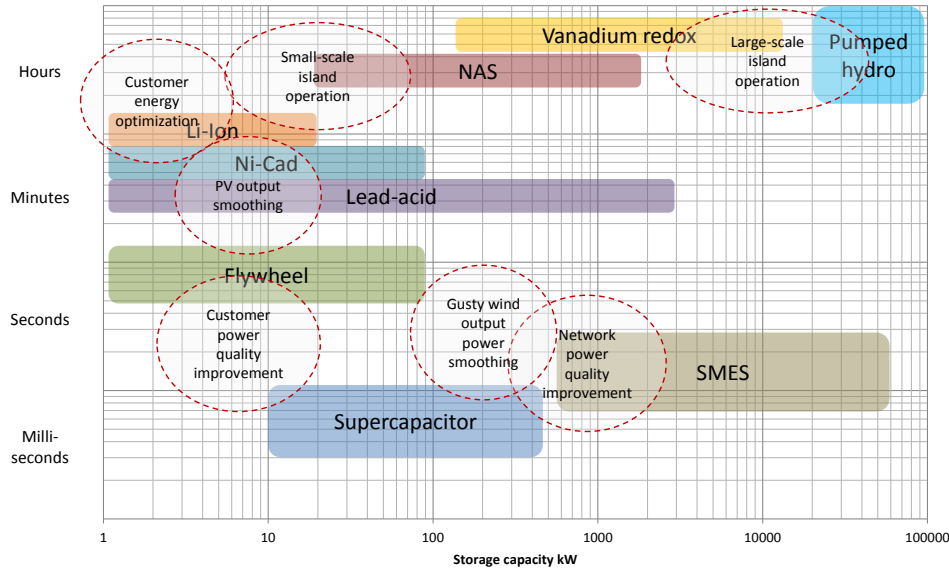 Hours
Minutes
Seconds
Milli-
seconds
Vanadium redox
Large-scale
island
operation
Pumped
hydro
Small-scale
island
operation
NAS
Customer
energy
optimization
Li-Ion
Ni-Cad
PV output
smoothing
Lead-acid
Flywheel
Customer
power
quality
improvement
Gusty wind
output
power
smoothing
Network
power
quality
improvement
SMES
Supercapacitor
1
10
100
1000
10000
100000
Storage capacity kW